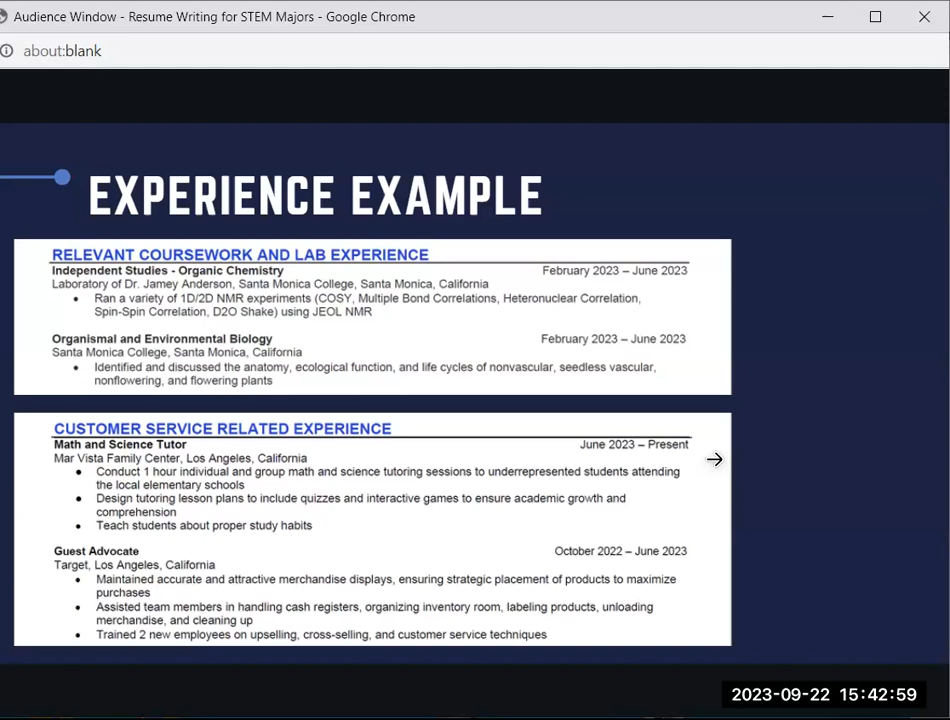 Audience Window - Resume Writing for STEM Majors - Google Chrome
about:blank
EXPERIENCE EXAMPLE
RELEVANT COURSEWORK AND LAB EXPERIENCE
Independent Studies - Organic Chemistry February 2023 – June 2023
Laboratory of Dr. Jamey Anderson, Santa Monica College, Santa Monica, California
• Ran a variety of 1D/2D NMR experiments (COSY, Multiple Bond Correlations, Heteronuclear Correlation,
Spin-Spin Correlation, D2O Shake) using JEOL NMR
Organismal and Environmental Biology February 2023 – June 2023
Santa Monica College, Santa Monica, California
• Identified and discussed the anatomy, ecological function, and life cycles of nonvascular, seedless vascular,
nonflowering, and flowering plants
CUSTOMER SERVICE RELATED EXPERIENCE
Math and Science Tutor June 2023 – Present
Mar Vista Family Center, Los Angeles, California
• Conduct 1 hour individual and group math and science tutoring sessions to underrepresented students attending
the local elementary schools
• Design tutoring lesson plans to include quizzes and interactive games to ensure academic growth and
comprehension
• Teach students about proper study habits
Guest Advocate October 2022 – June 2023
Target, Los Angeles, California
• Maintained accurate and attractive merchandise displays, ensuring strategic placement of products to maximize
purchases
• Assisted team members in handling cash registers, organizing inventory room, labeling products, unloading
merchandise, and cleaning up
• Trained 2 new employees on upselling, cross-selling, and customer service techniques
2023-09-22 15:42:59